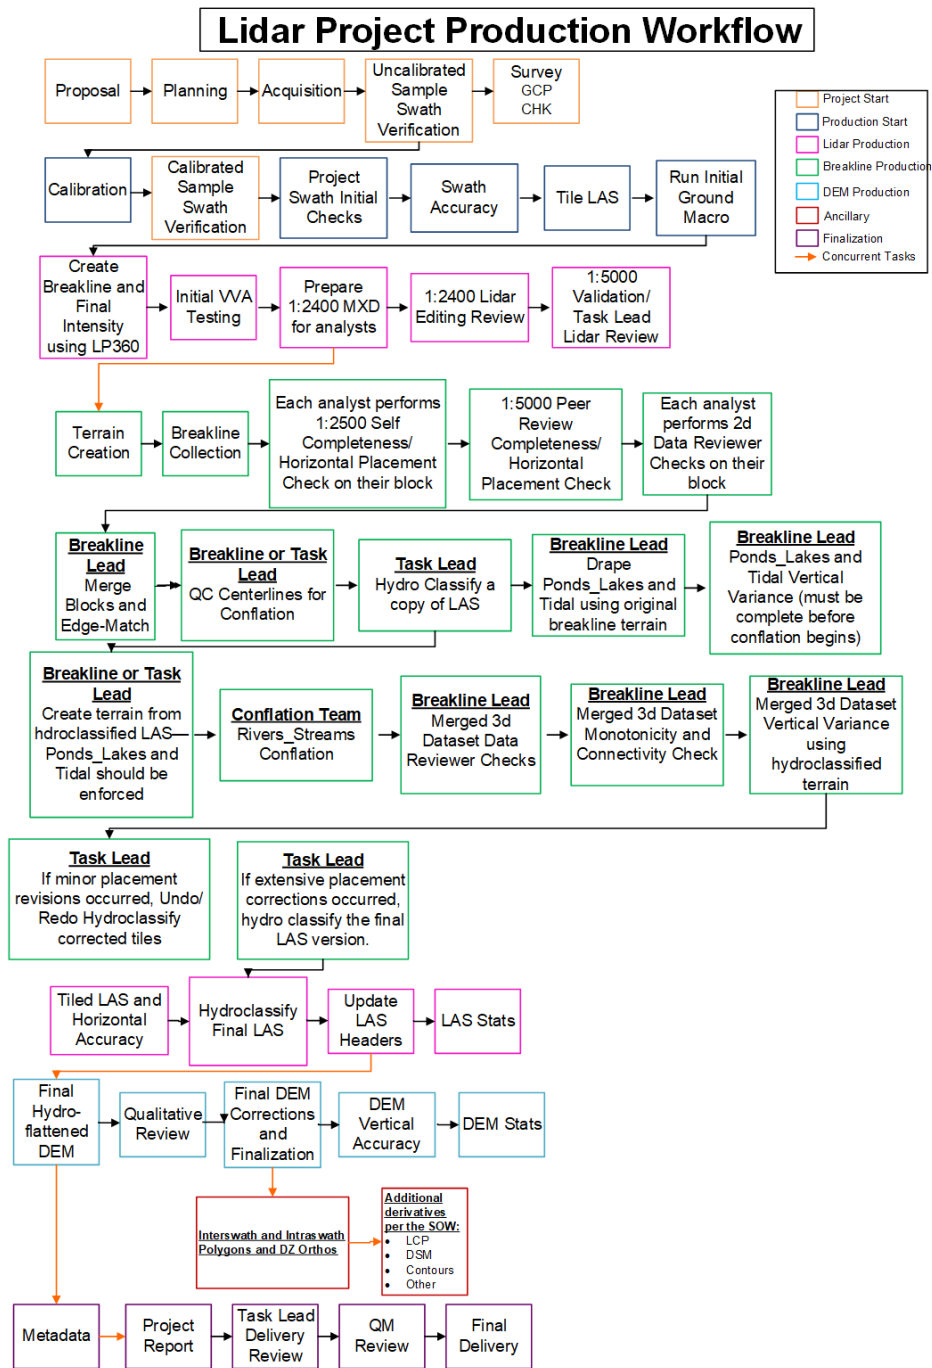 Lidar Project Production Workflow
Proposal
Planning
Acquisition
Uncalibrated
Sample
Swath
Verification
Survey
GCP
CHK
Project Start
Production Start
Lidar Production
Breakline Production
DEM Production
Ancillary
Finalization
Concurrent Tasks
Calibration
Calibrated
Sample
Swath
Verification
Project
Swath Initial
Checks
Swath
Accuracy
Tile LAS
Run Initial
Ground
Macro
Create
Breakline and
Final
Intensity
using LP360
Initial VVA
Testing
Prepare
1:2400 MXD
for analysts
1:2400 Lidar
Editing Review
1:5000
Validation/
Task Lead
Lidar Review
Terrain
Creation
Breakline
Collection
Each analyst performs
1:2500 Self
Completeness/
Horizontal Placement
Check on their block
1:5000 Peer
Review
Completeness/
Horizontal
Placement Check
Each analyst
performs 2d
Data Reviewer
Checks on their
block
Breakline
Lead
Merge
Blocks and
Edge-Match
Breakline or Task
Lead
QC Centerlines for
Conflation
Task Lead
Hydro Classify a
copy of LAS
Breakline Lead
Drape
Ponds_Lakes and
Tidal using original
breakline terrain
Breakline Lead
Ponds_Lakes and
Tidal Vertical
Variance (must be
complete before
conflation begins)
Breakline or Task
Lead
Create terrain from
hdroclassified LAS—
Ponds_Lakes and
Tidal should be
enforced
Conflation Team
Rivers_Streams
Conflation
Breakline Lead
Merged 3d
Dataset Data
Reviewer Checks
Breakline Lead
Merged 3d Dataset
Monotonicity and
Connectivity Check
Breakline Lead
Merged 3d Dataset
Vertical Variance
using
hydroclassified
terrain
Task Lead
If minor placement
revisions occurred, Undo/
Redo Hydroclassify
corrected tiles
Task Lead
If extensive placement
corrections occurred,
hydro classify the final
LAS version.
Tiled LAS and
Horizontal
Accuracy
Hydroclassify
Final LAS
Update
LAS
Headers
LAS Stats
Final
Hydro-
flattened
DEM
Qualitative
Review
Final DEM
Corrections
and
Finalization
DEM
Vertical
Accuracy
DEM Stats
Interswath and Intraswath
Polygons and DZ Orthos
Additional
derivatives
per the SOW:
• LCP
• DSM
• Contours
• Other
Metadata
Project
Report
Task Lead
Delivery
Review
QM
Review
Final
Delivery